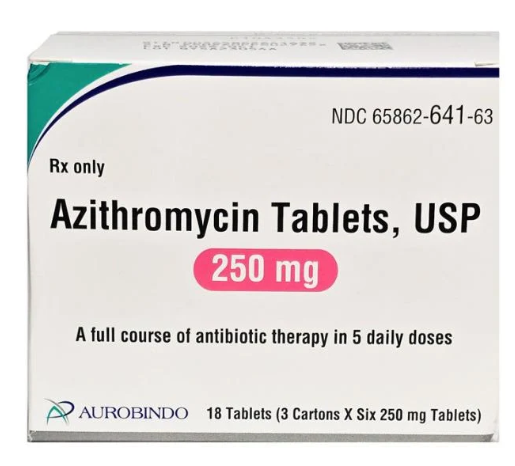 NDC 65862-641-63
Rx only
Azithromycin Tablets, USP
250 mg
A full course of antibiotic therapy in 5 daily doses
AUROBINDO
18 Tablets (3 Cartons X Six 250 mg Tablets)